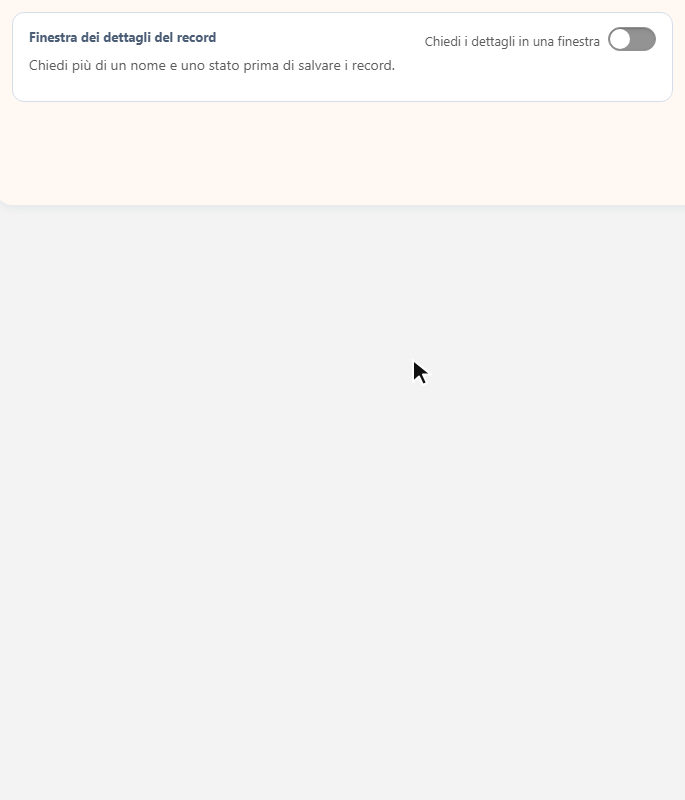 Finestra dei dettagli del record
Chiedi i dettagli in una finestra
Chiedi più di un nome e uno stato prima di salvare i record.